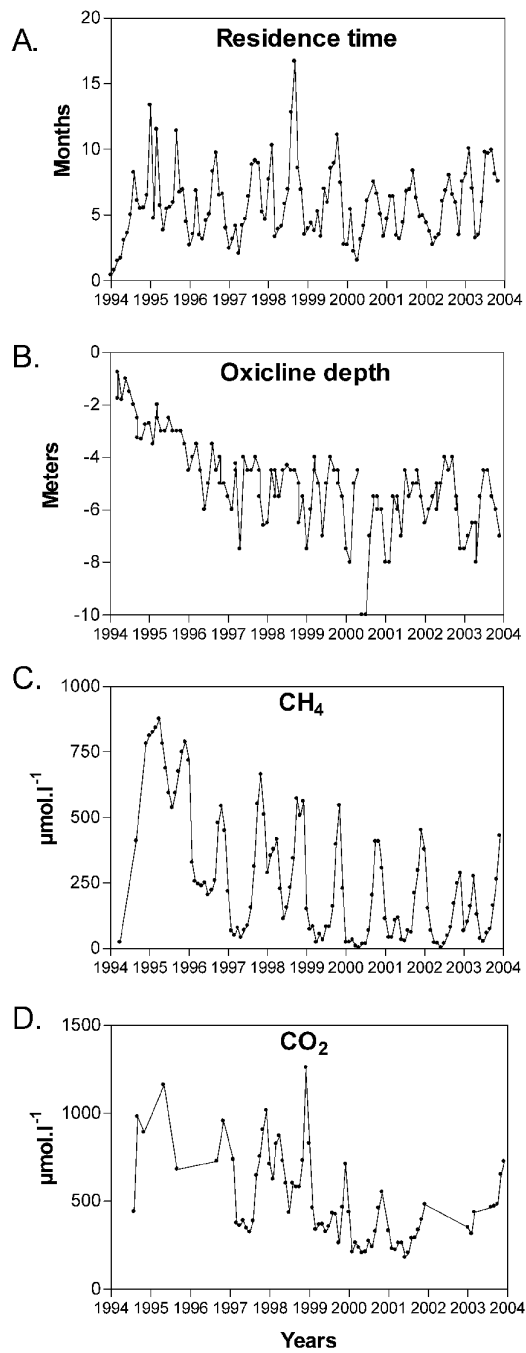 A.
Residence time
Months
20
15
10
5
0
1994 1995 1996 1997 1998 1999 2000 2001 2002 2003 2004
B.
Oxicline depth
Meters
0
-2
-4
-6
-8
-10
1994 1995 1996 1997 1998 1999 2000 2001 2002 2003 2004
C.
CH₄
µmol.l⁻¹
1000
750
500
250
0
1994 1995 1996 1997 1998 1999 2000 2001 2002 2003 2004
D.
CO₂
µmol.l⁻¹
1500
1000
500
0
1994 1995 1996 1997 1998 1999 2000 2001 2002 2003 2004
Years